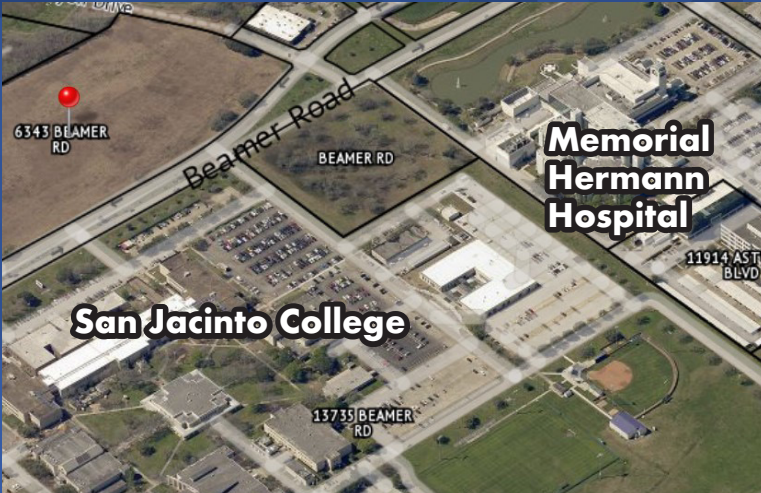 Drive
6343 BEAMER
RD
Beamer Road
BEAMER RD
Memorial
Hermann
Hospital
11914 AST
BLVD
San Jacinto College
13735 BEAMER
RD